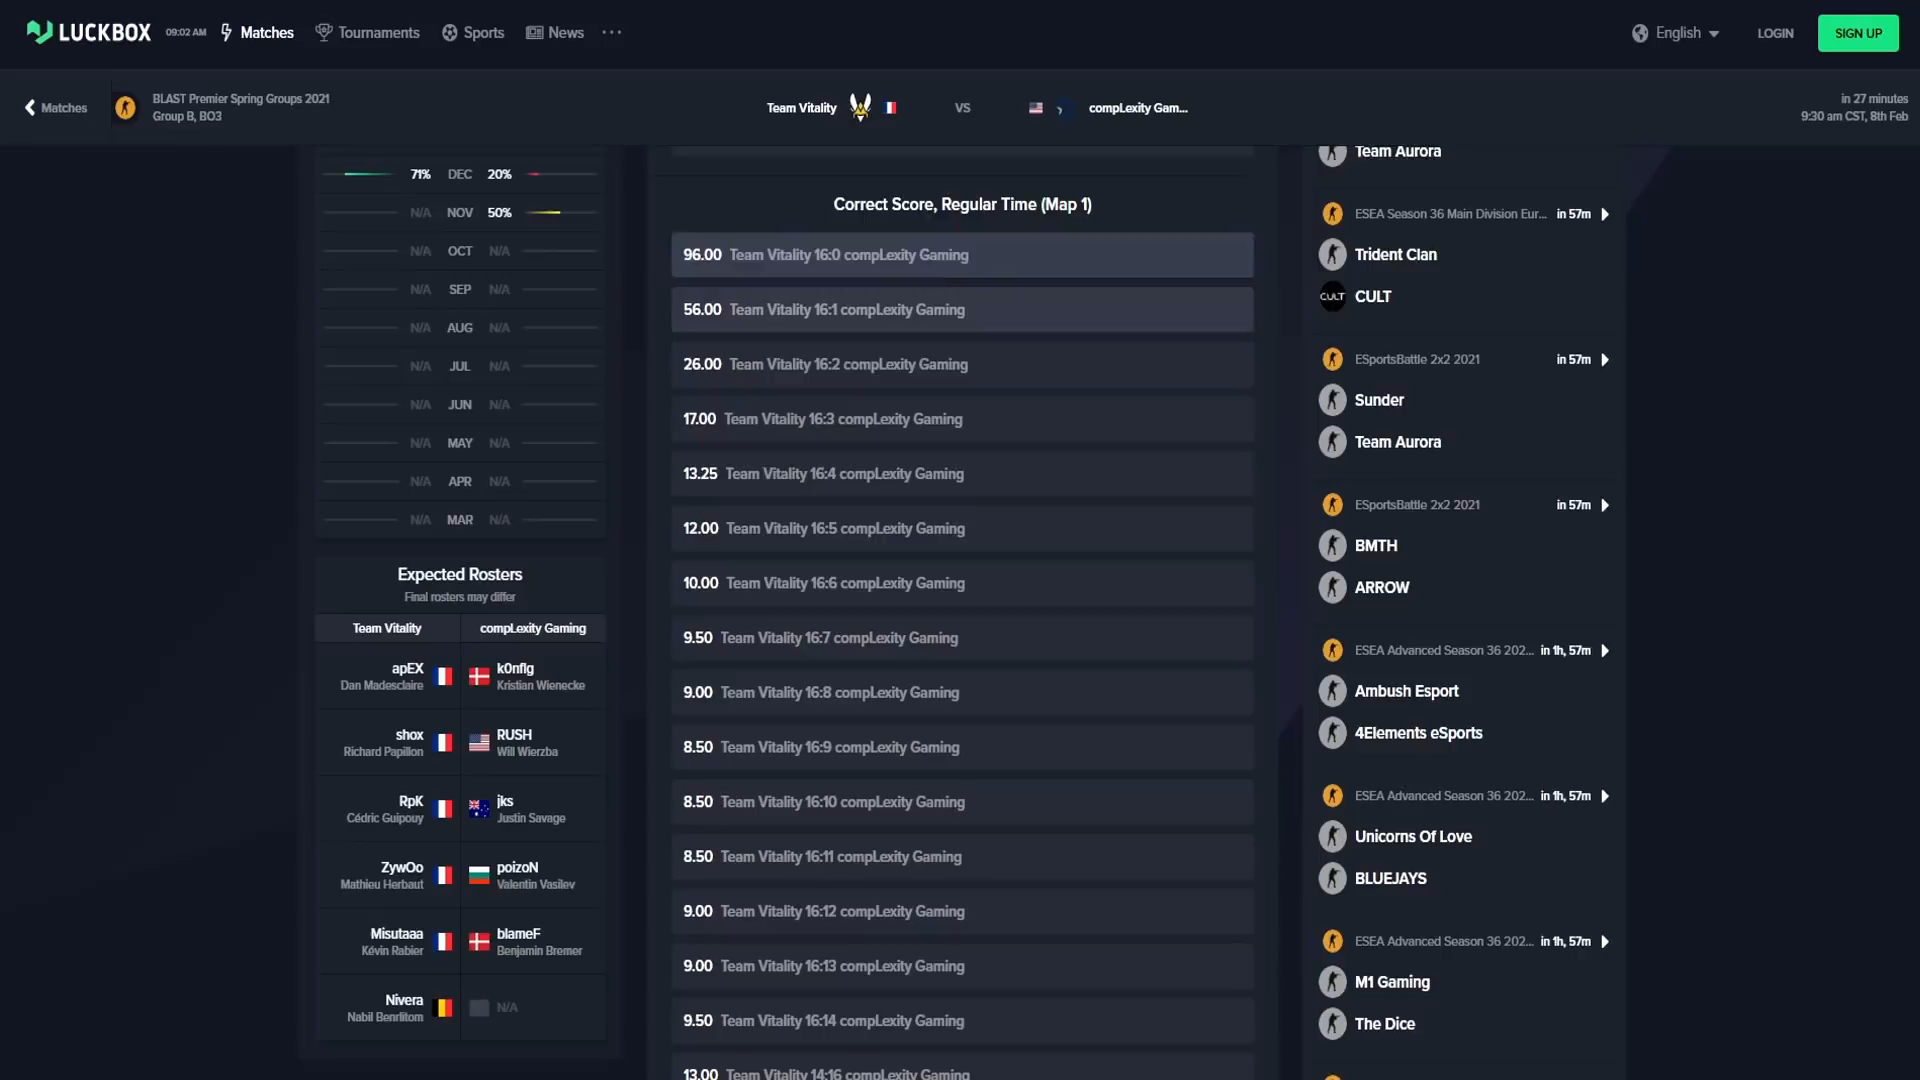 LUCKBOX
09:02 AM
Matches
Tournaments
Sports
News
English
LOGIN
SIGN UP
Matches
BLAST Premier Spring Groups 2021
Group B, BO3
Team Vitality
VS
compLexity Gam...
in 27 minutes
9:30 am CST, 8th Feb
71% DEC 20%
N/A NOV 50%
N/A OCT N/A
N/A SEP N/A
N/A AUG N/A
N/A JUL N/A
N/A JUN N/A
N/A MAY N/A
N/A APR N/A
N/A MAR N/A
Expected Rosters
Final rosters may differ
Team Vitality compLexity Gaming
apEX k0nfig
Dan Madesclaire Kristian Wienecke
shox RUSH
Richard Papillon Will Wierzba
RpK jks
Cédric Guipouy Justin Savage
ZywOo poizoN
Mathieu Herbaut Valentin Vasilev
Misutaaa blameF
Kévin Rabier Benjamin Bremer
Nivera N/A
Nabil Benrlitom
Correct Score, Regular Time (Map 1)
96.00 Team Vitality 16:0 compLexity Gaming
56.00 Team Vitality 16:1 compLexity Gaming
26.00 Team Vitality 16:2 compLexity Gaming
17.00 Team Vitality 16:3 compLexity Gaming
13.25 Team Vitality 16:4 compLexity Gaming
12.00 Team Vitality 16:5 compLexity Gaming
10.00 Team Vitality 16:6 compLexity Gaming
9.50 Team Vitality 16:7 compLexity Gaming
9.00 Team Vitality 16:8 compLexity Gaming
8.50 Team Vitality 16:9 compLexity Gaming
8.50 Team Vitality 16:10 compLexity Gaming
8.50 Team Vitality 16:11 compLexity Gaming
9.00 Team Vitality 16:12 compLexity Gaming
9.00 Team Vitality 16:13 compLexity Gaming
9.50 Team Vitality 16:14 compLexity Gaming
13.00 Team Vitality 14:16 compLexity Gaming
Team Aurora
ESEA Season 36 Main Division Eur... in 57m
Trident Clan
CULT CULT
ESportsBattle 2x2 2021 in 57m
Sunder
Team Aurora
ESportsBattle 2x2 2021 in 57m
BMTH
ARROW
ESEA Advanced Season 36 202... in 1h, 57m
Ambush Esport
4Elements eSports
ESEA Advanced Season 36 202... in 1h, 57m
Unicorns Of Love
BLUEJAYS
ESEA Advanced Season 36 202... in 1h, 57m
M1 Gaming
The Dice